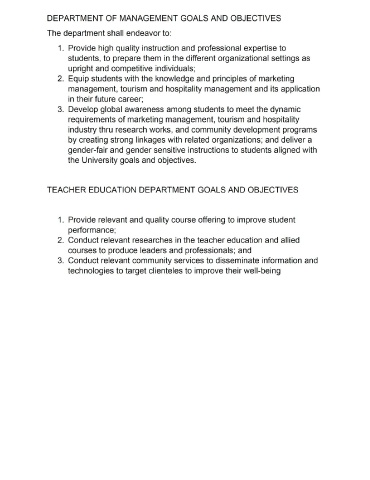 DEPARTMENT OF MANAGEMENT GOALS AND OBJECTIVES
The department shall endeavor to:
1. Provide high quality instruction and professional expertise to
students, to prepare them in the different organizational settings as
upright and competitive individuals;
2. Equip students with the knowledge and principles of marketing
management, tourism and hospitality management and its application
in their future career;
3. Develop global awareness among students to meet the dynamic
requirements of marketing management, tourism and hospitality
industry thru research works, and community development programs
by creating strong linkages with related organizations; and deliver a
gender-fair and gender sensitive instructions to students aligned with
the University goals and objectives.
TEACHER EDUCATION DEPARTMENT GOALS AND OBJECTIVES
1. Provide relevant and quality course offering to improve student
performance;
2. Conduct relevant researches in the teacher education and allied
courses to produce leaders and professionals; and
3. Conduct relevant community services to disseminate information and
technologies to target clienteles to improve their well-being